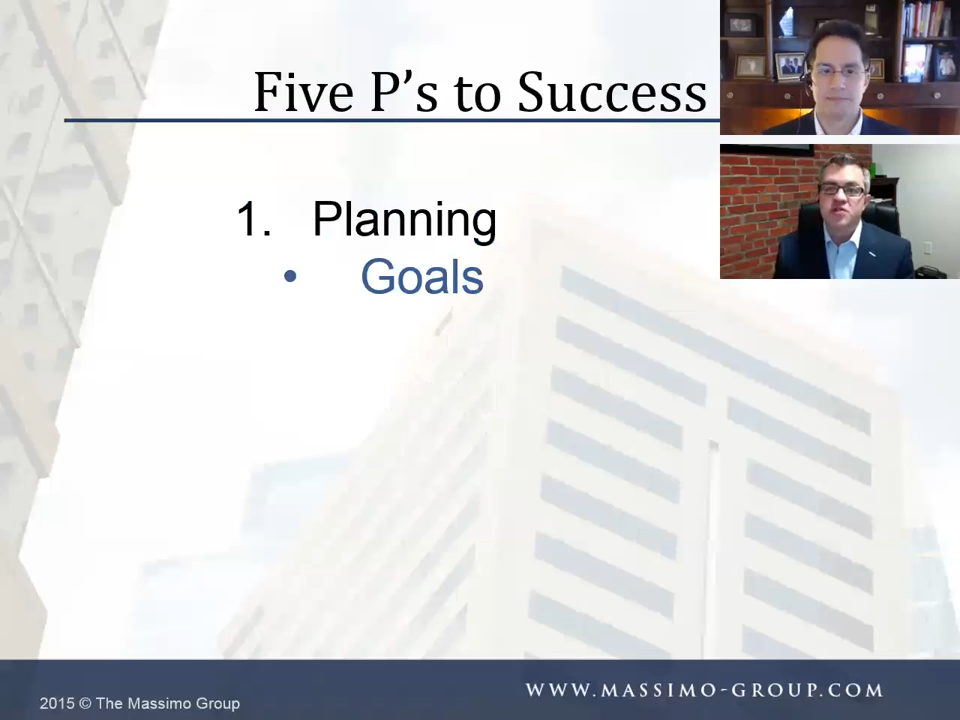 Five P’s to Success
1. Planning
• Goals
2015 © The Massimo Group
WWW.MASSIMO-GROUP.COM